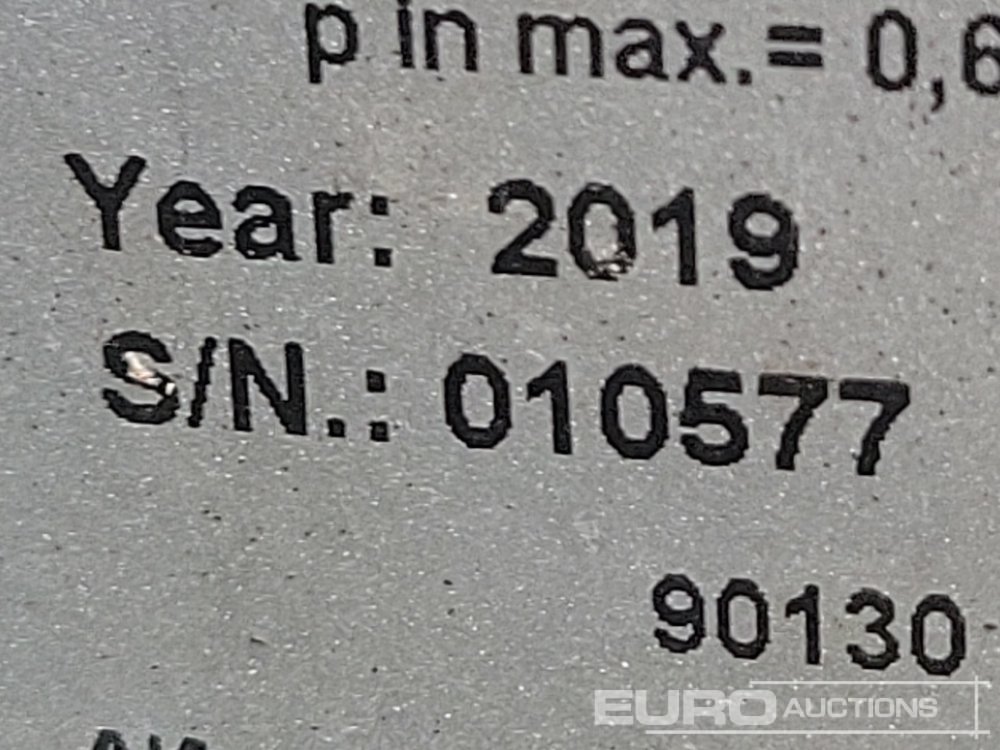 p in max. = 0,6
Year: 2019
S/N.: 010577
90130
EURO AUCTIONS